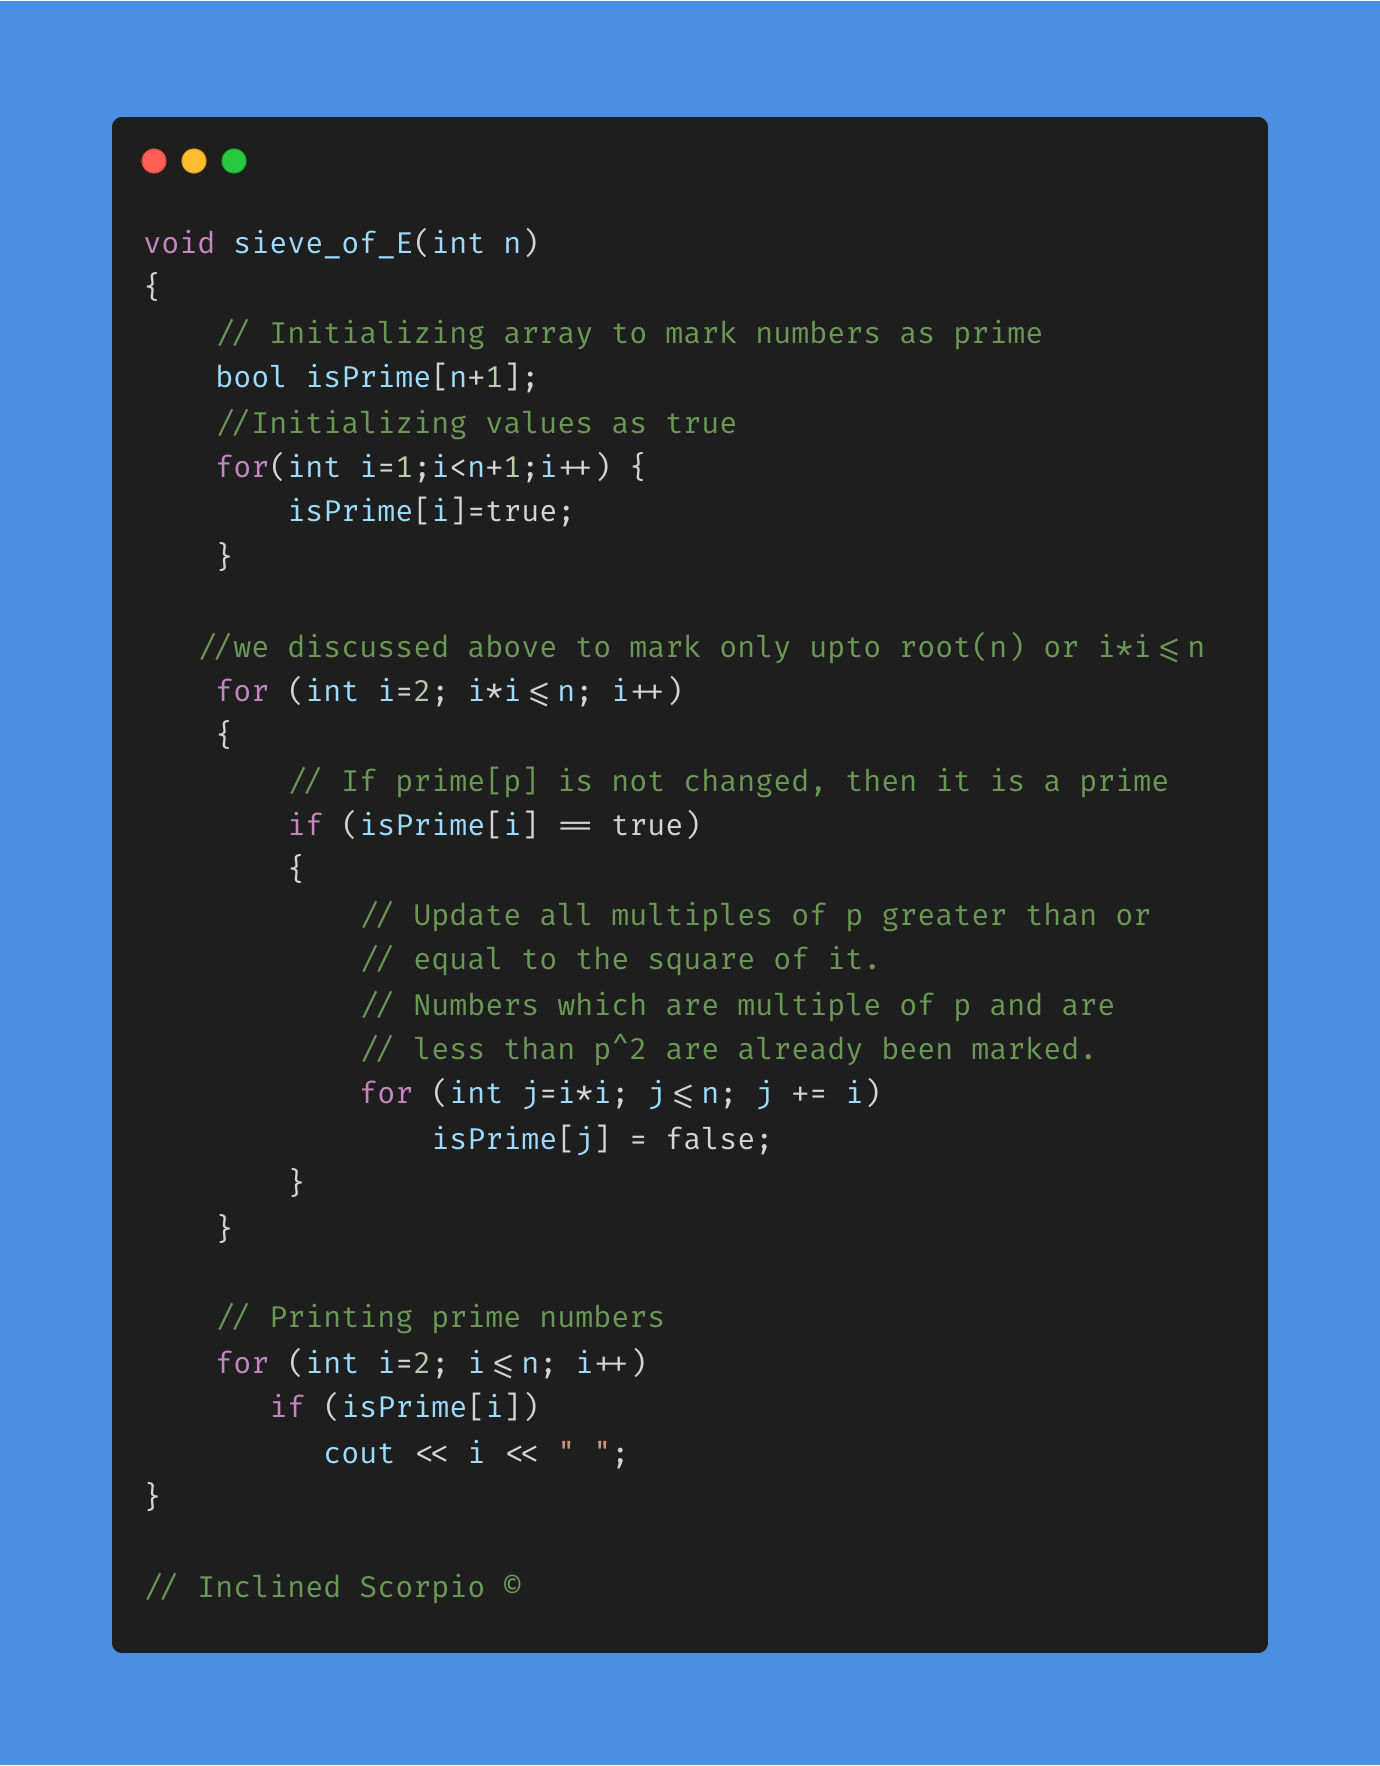 void sieve_of_E(int n)
{
    // Initializing array to mark numbers as prime
    bool isPrime[n+1];
    //Initializing values as true
    for(int i=1;i<n+1;i++) {
        isPrime[i]=true;
    }

   //we discussed above to mark only upto root(n) or i*i<=n
    for (int i=2; i*i<=n; i++)
    {
        // If prime[p] is not changed, then it is a prime
        if (isPrime[i] == true)
        {
            // Update all multiples of p greater than or
            // equal to the square of it.
            // Numbers which are multiple of p and are
            // less than p^2 are already been marked.
            for (int j=i*i; j<=n; j += i)
                isPrime[j] = false;
        }
    }

    // Printing prime numbers
    for (int i=2; i<=n; i++)
       if (isPrime[i])
          cout << i << " ";
}

// Inclined Scorpio ©